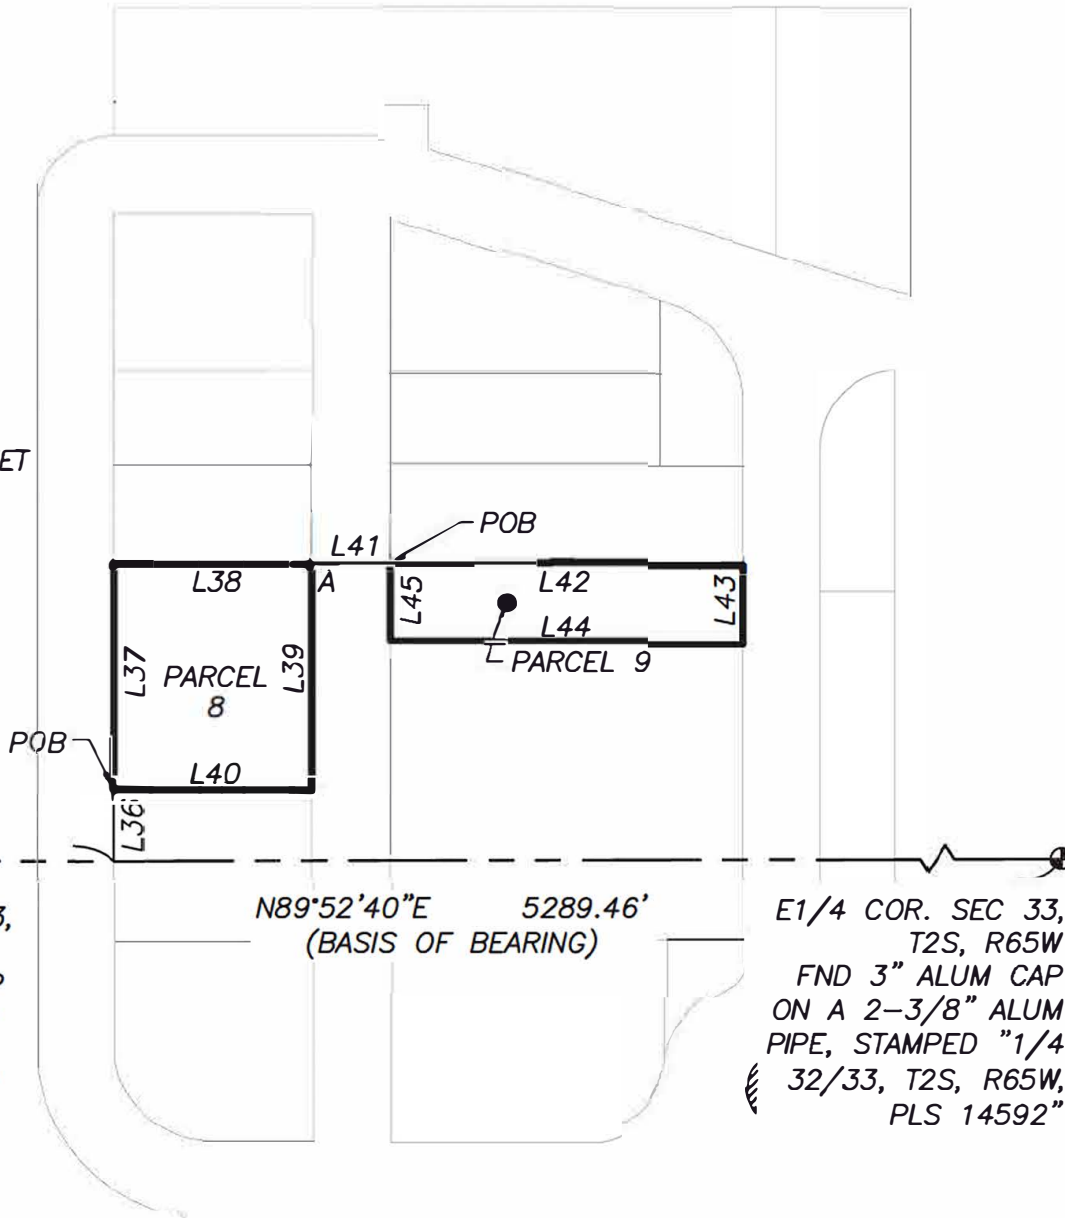 ET
POB
L41
L38
A
L42
L45
L43
L44
PARCEL 9
L37
PARCEL
8
L39
POB
L40
L36
N89°52'40"E 5289.46'
(BASIS OF BEARING)
3,
E1/4 COR. SEC 33,
T2S, R65W
FND 3" ALUM CAP
ON A 2-3/8" ALUM
PIPE, STAMPED "1/4
32/33, T2S, R65W,
PLS 14592"